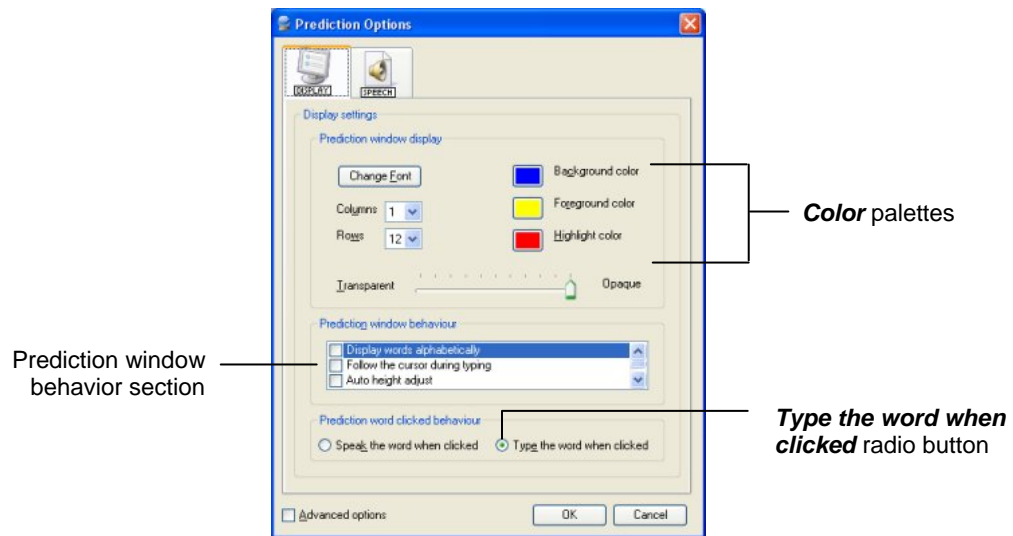 Prediction Options
DISPLAY
SPEECH
Display settings
Prediction window display
Change Font
Background color
Columns 1
Foreground color
Rows 12
Highlight color
Transparent
Opaque
Color palettes
Prediction window behaviour
Display words alphabetically
Follow the cursor during typing
Auto height adjust
Prediction window
behavior section
Prediction word clicked behaviour
Speak the word when clicked
Type the word when clicked
Type the word when
clicked radio button
Advanced options
OK
Cancel